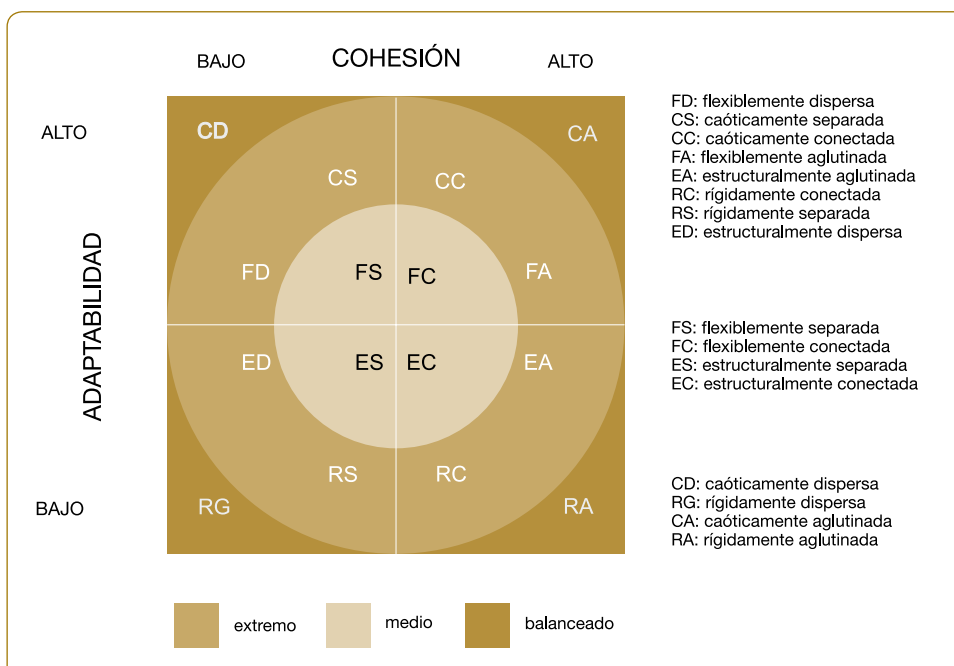 BAJO COHESIÓN ALTO
ALTO
CD
CA
CS CC
FD FS FC FA
ADAPTABILIDAD
ED ES EC EA
RS RC
BAJO
RG
RA
FD: flexiblemente dispersa
CS: caóticamente separada
CC: caóticamente conectada
FA: flexiblemente aglutinada
EA: estructuralmente aglutinada
RC: rígidamente conectada
RS: rígidamente separada
ED: estructuralmente dispersa
FS: flexiblemente separada
FC: flexiblemente conectada
ES: estructuralmente separada
EC: estructuralmente conectada
CD: caóticamente dispersa
RG: rígidamente dispersa
CA: caóticamente aglutinada
RA: rígidamente aglutinada
extremo medio balanceado